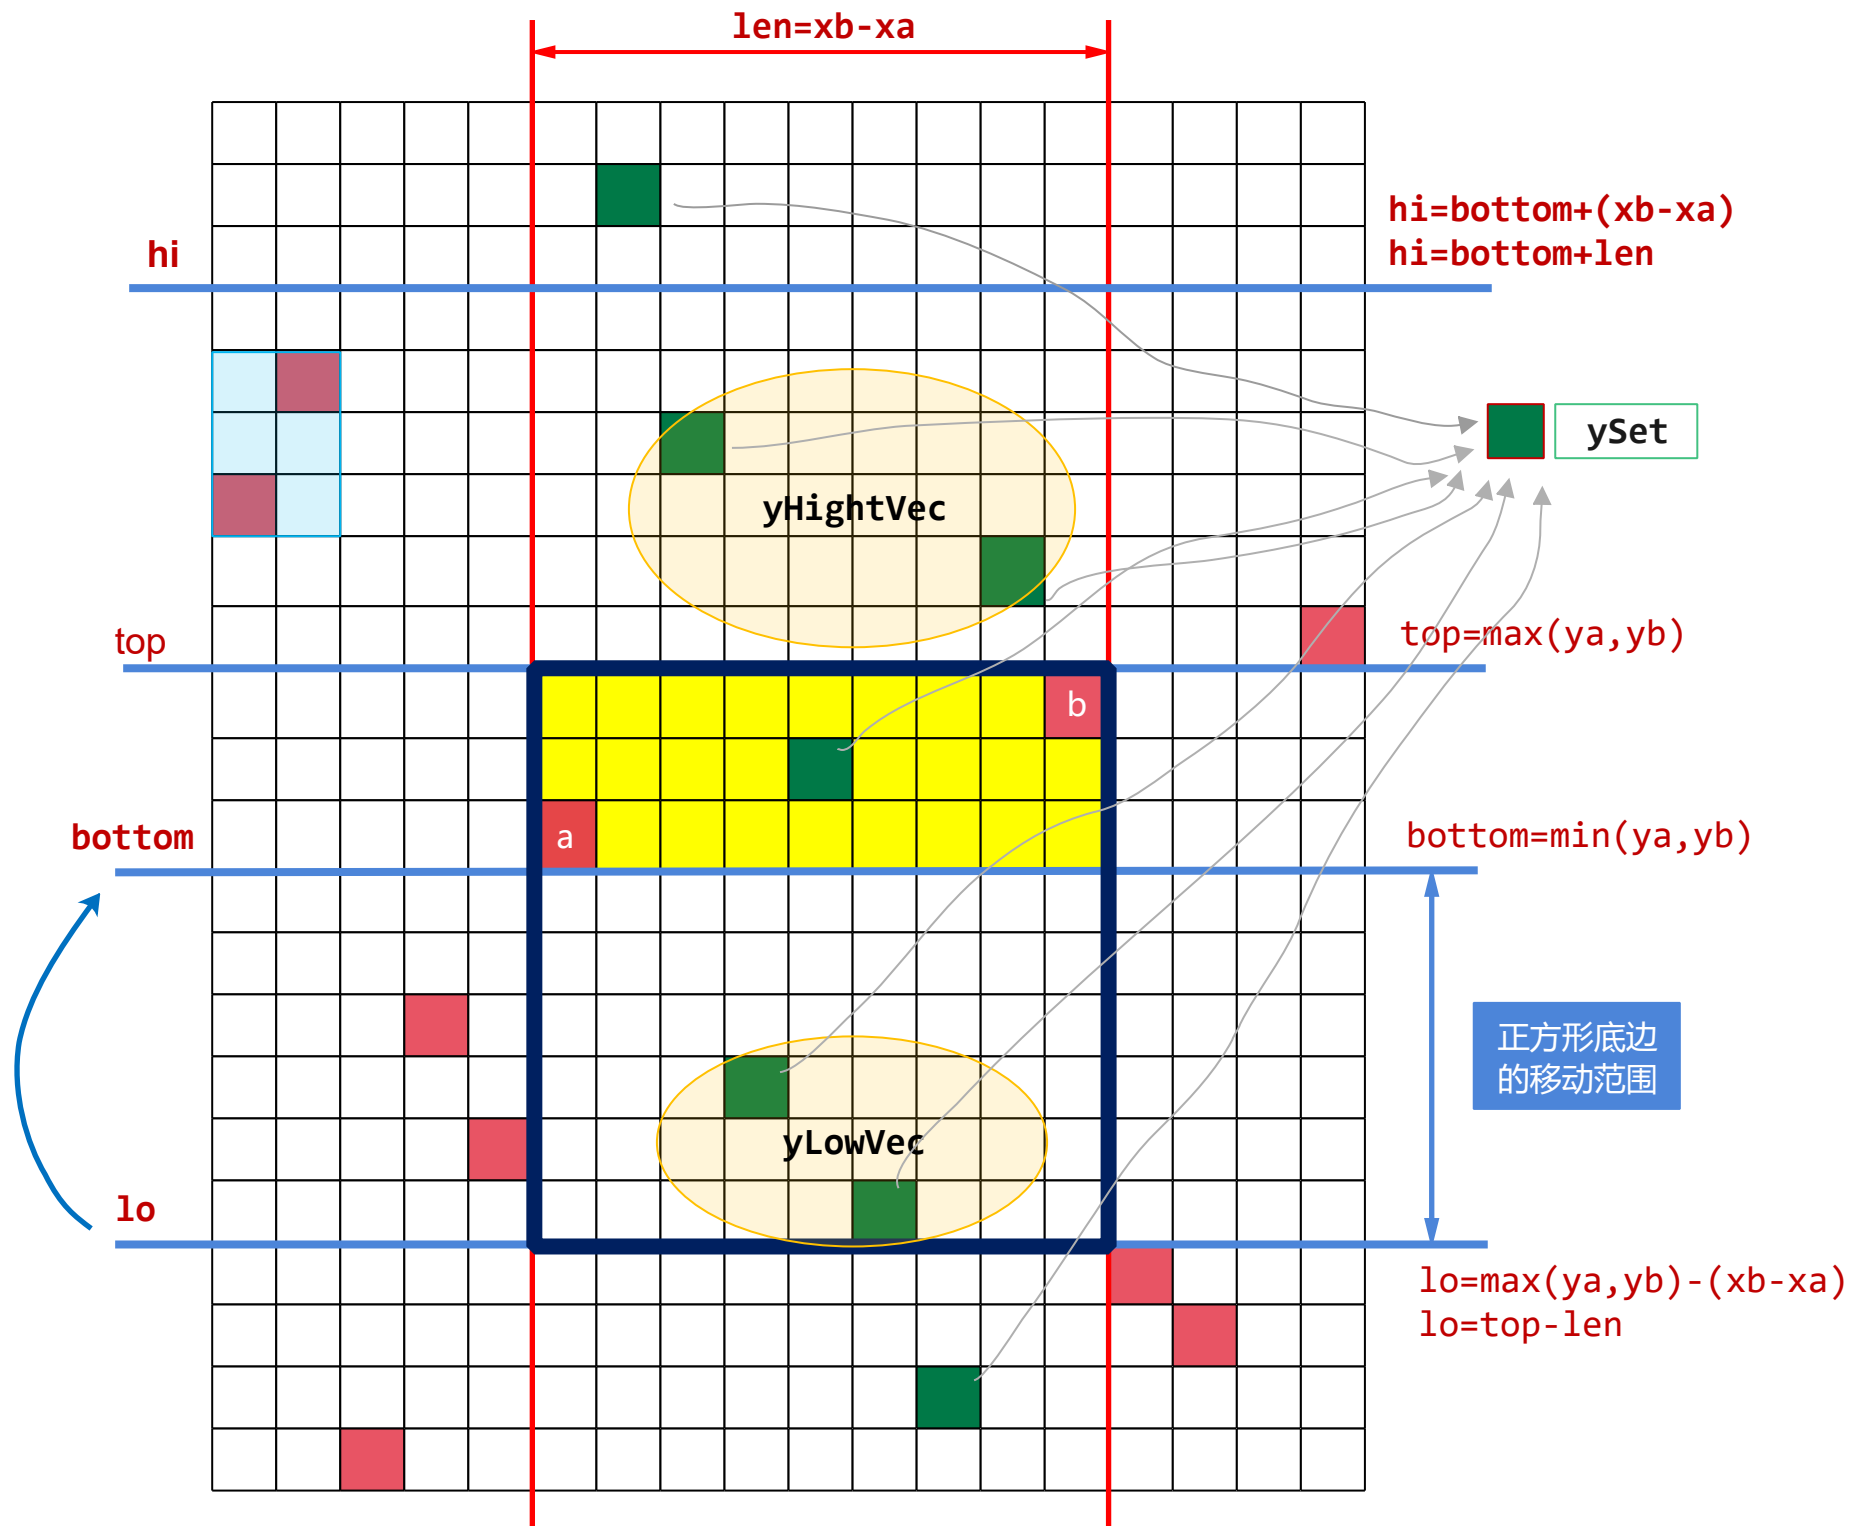 len=xb-xa
hi=bottom+(xb-xa)
hi
hi=bottom+len
ySet
yHightVec
top
top=max(ya,yb)
b
a
bottom
bottom=min(ya,yb)
正方形底边
的移动范围
yLowVec
lo
lo=max(ya,yb)-(xb-xa)
lo=top-len